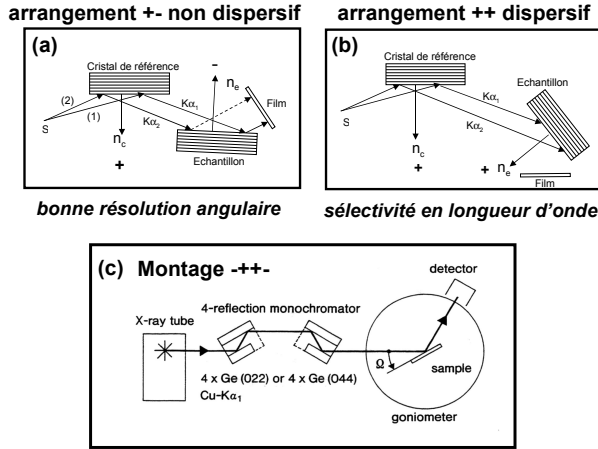 arrangement +- non dispersif
(a)
Cristal de référence
-
n_e
Kα₁
Film
(2)
S
(1)
Kα₂
n_c
Echantillon
+
bonne résolution angulaire
arrangement ++ dispersif
(b)
Cristal de référence
Echantillon
Kα₁
S
Kα₂
n_c
n_e
+
+
Film
sélectivité en longueur d'onde
(c) Montage -++-
detector
4-reflection monochromator
X-ray tube
Ω
sample
4 x Ge (022) or 4 x Ge (044)
Cu-Kα₁
goniometer